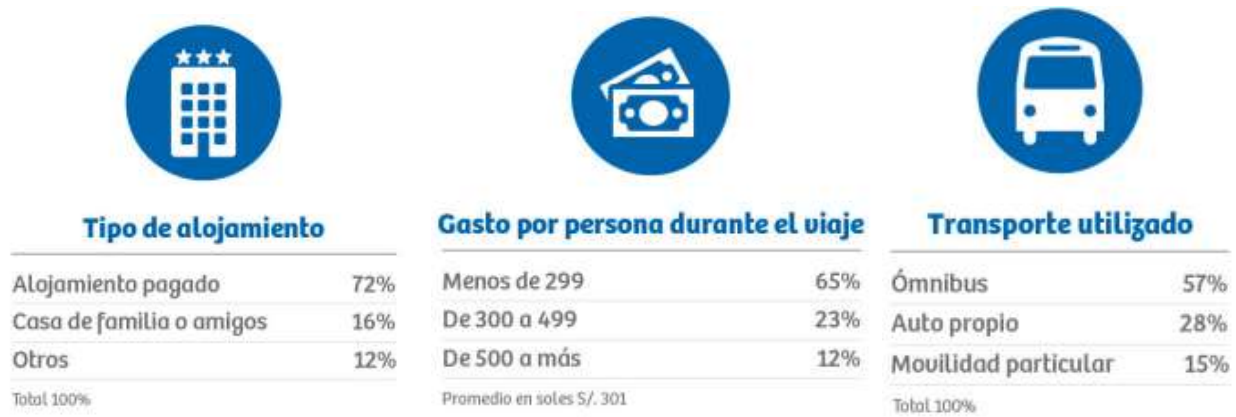 Tipo de alojamiento
Alojamiento pagado 72%
Casa de familia o amigos 16%
Otros 12%
Total 100%
Gasto por persona durante el viaje
Menos de 299 65%
De 300 a 499 23%
De 500 a más 12%
Promedio en soles S/. 301
Transporte utilizado
Ómnibus 57%
Auto propio 28%
Movilidad particular 15%
Total 100%